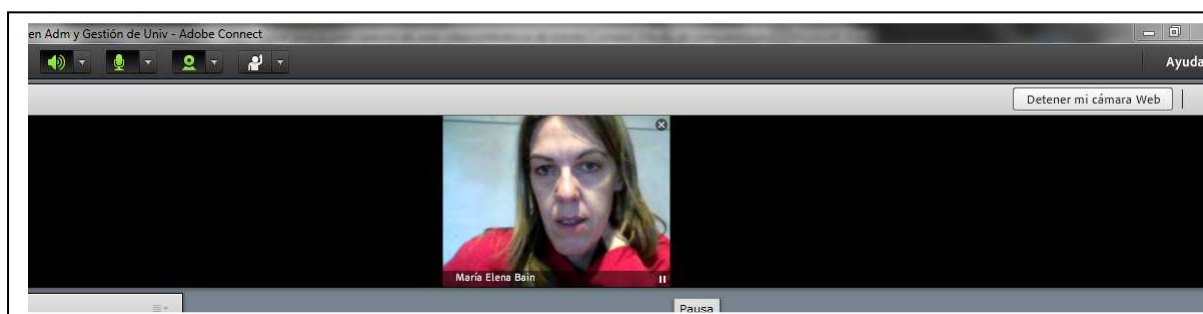 en Adm y Gestión de Univ - Adobe Connect
Ayuda
Detener mi cámara Web
María Elena Bain
Pausa